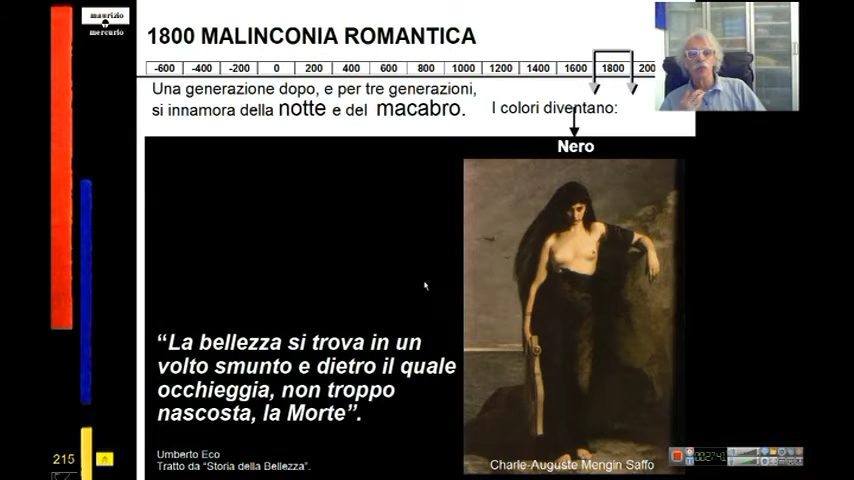 maurizio
mercurio
1800 MALINCONIA ROMANTICA
-600 -400 -200 0 200 400 600 800 1000 1200 1400 1600 1800 200
Una generazione dopo, e per tre generazioni,
si innamora della notte e del macabro. I colori diventano:
Nero
“La bellezza si trova in un
volto smunto e dietro il quale
occhieggia, non troppo
nascosta, la Morte”.
Umberto Eco
Tratto da “Storia della Bellezza”.
Charle-Auguste Mengin Saffo
215